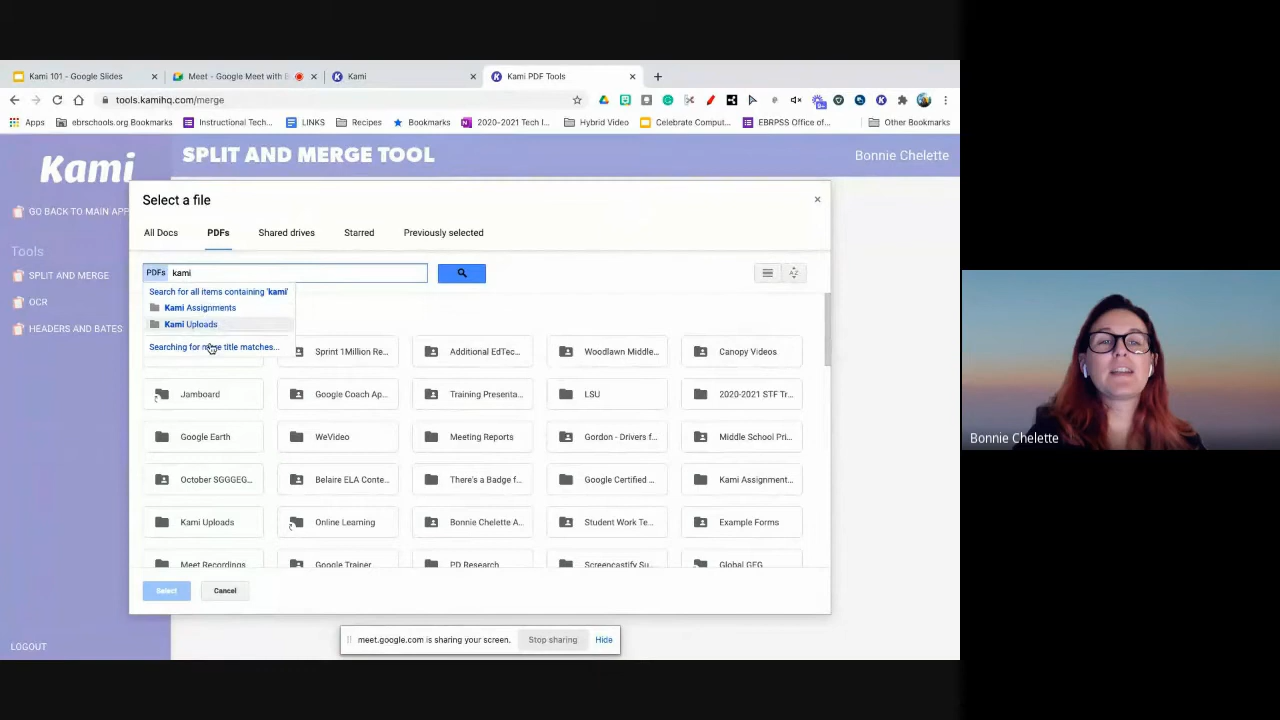 Kami 101 - Google Slides
Meet - Google Meet with
Kami
Kami PDF Tools
tools.kamihq.com/merge
Apps
ebrschools.org Bookmarks
Instructional Tech...
LINKS
Recipes
Bookmarks
2020-2021 Tech I...
Hybrid Video
Celebrate Comput...
EBRPSS Office of...
Other Bookmarks
Kami
SPLIT AND MERGE TOOL
Bonnie Chelette
GO BACK TO MAIN APP
Tools
SPLIT AND MERGE
OCR
HEADERS AND BATES
LOGOUT
Select a file
All Docs
PDFs
Shared drives
Starred
Previously selected
PDFs kami
Search for all items containing 'kami'
Kami Assignments
Kami Uploads
Searching for more title matches...
Sprint 1Million Re...
Additional EdTec...
Woodlawn Middle...
Canopy Videos
Jamboard
Google Coach Ap...
Training Presenta...
LSU
2020-2021 STF Tr...
Google Earth
WeVideo
Meeting Reports
Gordon - Drivers f...
Middle School Pri...
October SGGGEG...
Belaire ELA Conte...
There's a Badge f...
Google Certified ...
Kami Assignment...
Kami Uploads
Online Learning
Bonnie Chelette A...
Student Work Te...
Example Forms
Meet Recordings
Google Trainer
PD Research
Screencastify Su...
Global GEG
Select
Cancel
meet.google.com is sharing your screen.
Stop sharing
Hide
Bonnie Chelette